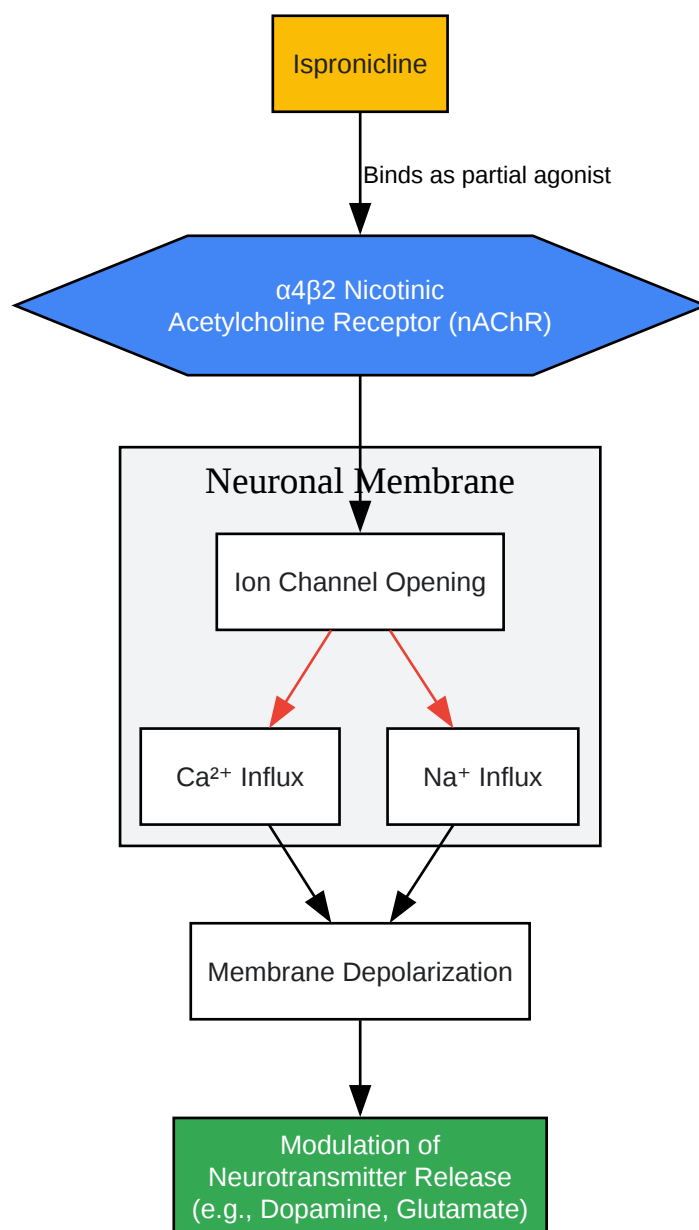 Ispronicline
Binds as partial agonist
α4β2 Nicotinic
Acetylcholine Receptor (nAChR)
Neuronal Membrane
Ion Channel Opening
Ca²⁺ Influx
Na⁺ Influx
Membrane Depolarization
Modulation of
Neurotransmitter Release
(e.g., Dopamine, Glutamate)